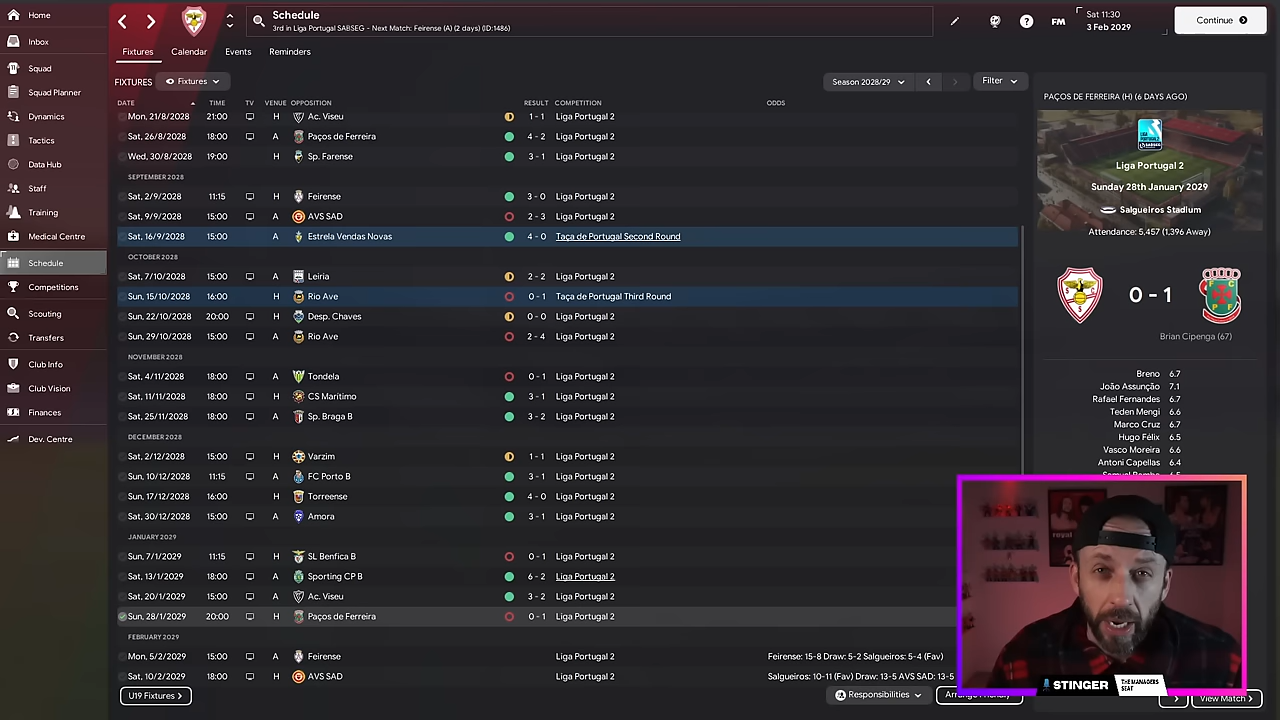 Home
Inbox
Squad
Squad Planner
Dynamics
Tactics
Data Hub
Staff
Training
Medical Centre
Schedule
Competitions
Scouting
Transfers
Club Info
Club Vision
Finances
Dev. Centre
Schedule
3rd in Liga Portugal SABSEG - Next Match: Feirense (A) (2 days) (ID:1486)
FM
Sat 11:30
3 Feb 2029
Continue
Fixtures Calendar Events Reminders
FIXTURES Fixtures Season 2028/29 Filter
DATE TIME TV VENUE OPPOSITION RESULT COMPETITION ODDS
Mon, 21/8/2028 21:00 H Ac. Viseu 1 - 1 Liga Portugal 2
Sat, 26/8/2028 18:00 A Paços de Ferreira 4 - 2 Liga Portugal 2
Wed, 30/8/2028 19:00 H Sp. Farense 3 - 1 Liga Portugal 2
SEPTEMBER 2028
Sat, 2/9/2028 11:15 H Feirense 3 - 0 Liga Portugal 2
Sat, 9/9/2028 15:00 A AVS SAD 2 - 3 Liga Portugal 2
Sat, 16/9/2028 15:00 A Estrela Vendas Novas 4 - 0 Taça de Portugal Second Round
OCTOBER 2028
Sat, 7/10/2028 15:00 A Leiria 2 - 2 Liga Portugal 2
Sun, 15/10/2028 16:00 H Rio Ave 0 - 1 Taça de Portugal Third Round
Sun, 22/10/2028 20:00 H Desp. Chaves 0 - 0 Liga Portugal 2
Sun, 29/10/2028 15:00 A Rio Ave 2 - 4 Liga Portugal 2
NOVEMBER 2028
Sat, 4/11/2028 18:00 A Tondela 0 - 1 Liga Portugal 2
Sat, 11/11/2028 18:00 H CS Marítimo 3 - 1 Liga Portugal 2
Sat, 25/11/2028 18:00 A Sp. Braga B 3 - 2 Liga Portugal 2
DECEMBER 2028
Sat, 2/12/2028 15:00 H Varzim 1 - 1 Liga Portugal 2
Sun, 10/12/2028 11:15 A FC Porto B 3 - 1 Liga Portugal 2
Sun, 17/12/2028 16:00 H Torreense 4 - 0 Liga Portugal 2
Sat, 30/12/2028 15:00 A Amora 3 - 1 Liga Portugal 2
JANUARY 2029
Sun, 7/1/2029 11:15 H SL Benfica B 0 - 1 Liga Portugal 2
Sat, 13/1/2029 18:00 A Sporting CP B 6 - 2 Liga Portugal 2
Sat, 20/1/2029 15:00 A Ac. Viseu 3 - 2 Liga Portugal 2
Sun, 28/1/2029 20:00 H Paços de Ferreira 0 - 1 Liga Portugal 2
FEBRUARY 2029
Mon, 5/2/2029 15:00 A Feirense Liga Portugal 2 Feirense: 15-8 Draw: 5-2 Salgueiros: 5-4 (Fav)
Sat, 10/2/2029 18:00 H AVS SAD Liga Portugal 2 Salgueiros: 10-11 (Fav) Draw: 13-5 AVS SAD: 13-5
U19 Fixtures Responsibilities
View Match
PAÇOS DE FERREIRA (H) (6 DAYS AGO)
Liga Portugal 2
Sunday 28th January 2029
Salgueiros Stadium
Attendance: 5,457 (1,396 Away)
0 - 1
Brian Cipenga (67)
Breno 6.7
João Assunção 7.1
Rafael Fernandes 6.7
Teden Mengi 6.6
Marco Cruz 6.7
Hugo Félix 6.5
Vasco Moreira 6.6
Antoni Capellas 6.4
STINGER THE MANAGERS SEAT